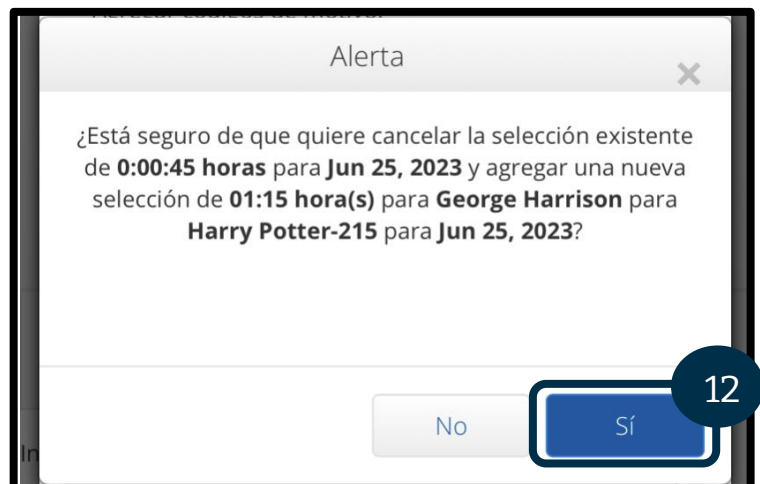 Alerta
¿Está seguro de que quiere cancelar la selección existente
de 0:00:45 horas para Jun 25, 2023 y agregar una nueva
selección de 01:15 hora(s) para George Harrison para
Harry Potter-215 para Jun 25, 2023?
12
No
Sí
In